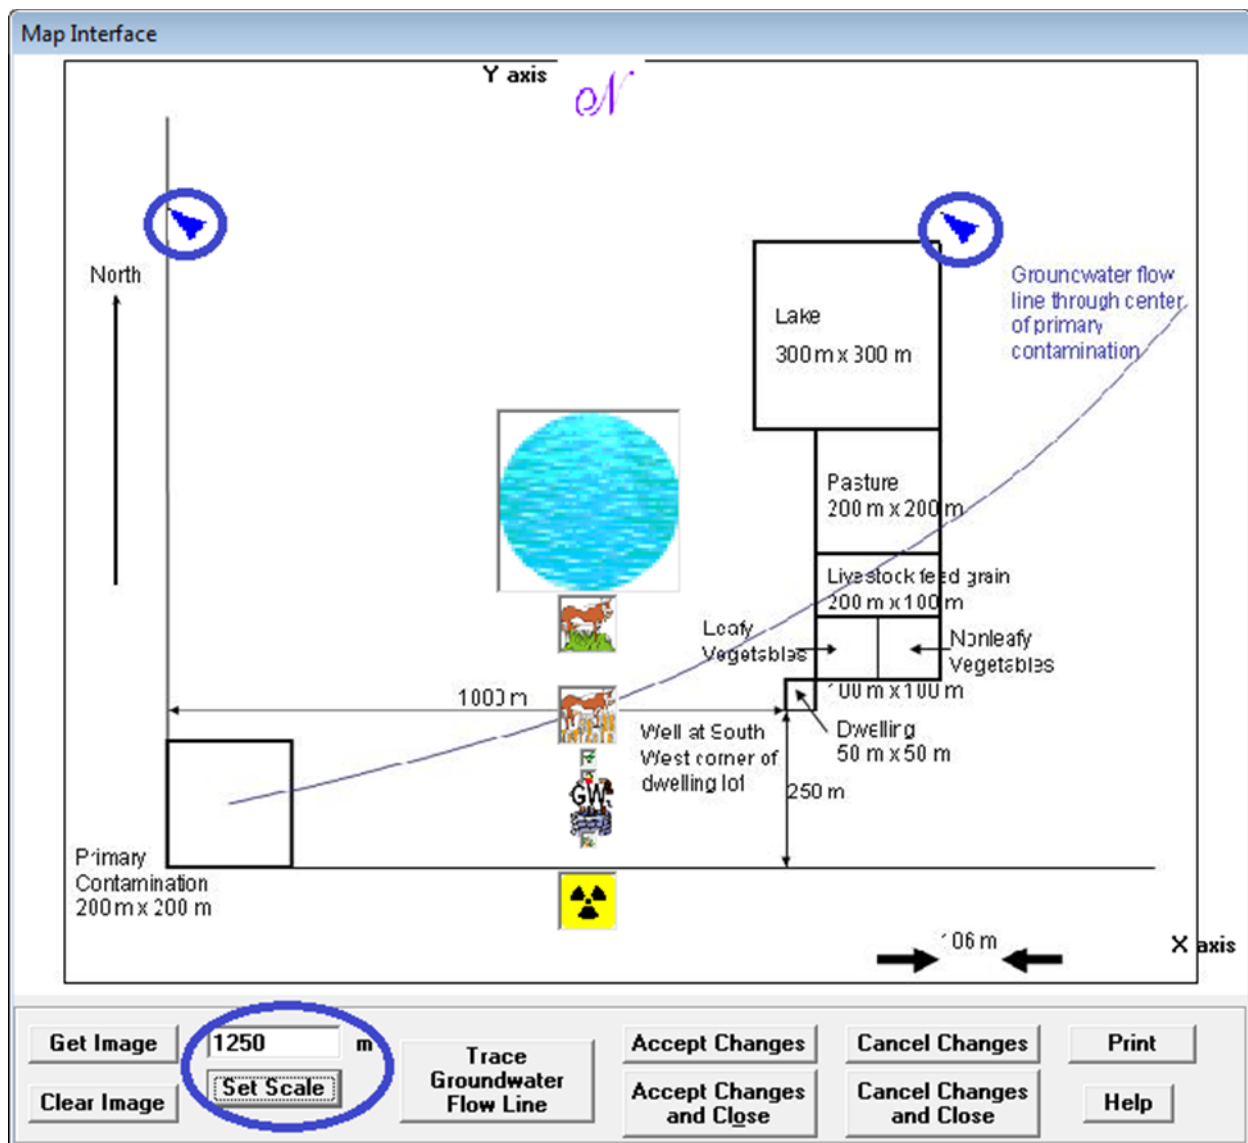 Map Interface
Y axis
N
North
Groundwater flow
line through center
of primary
contamination
Lake
300 m x 300 m
Pasture
200 m x 200 m
Livestock feed grain
200 m x 100 m
Leafy
Vegetables
Nonleafy
Vegetables
100 m x 100 m
1000 m
Well at South
West corner of
dwelling lot
Dwelling
50 m x 50 m
250 m
GW
Primary
Contamination
200 m x 200 m
106 m
X axis
Get Image
1250 m
Set Scale
Clear Image
Trace
Groundwater
Flow Line
Accept Changes
Accept Changes
and Close
Cancel Changes
Cancel Changes
and Close
Print
Help